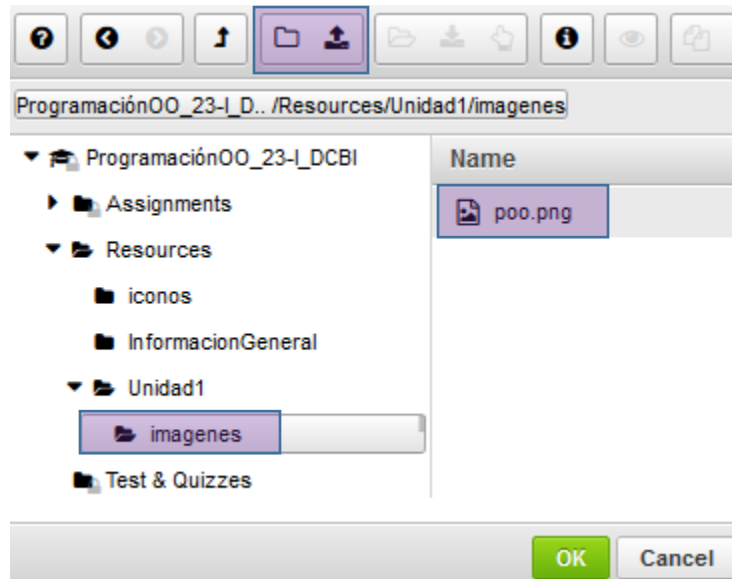 ProgramaciónOO_23-I_D.. /Resources/Unidad1/imagenes
ProgramaciónOO_23-I_DCBI
Name
Assignments
poo.png
Resources
iconos
InformacionGeneral
Unidad1
imagenes
Test & Quizzes
OK Cancel